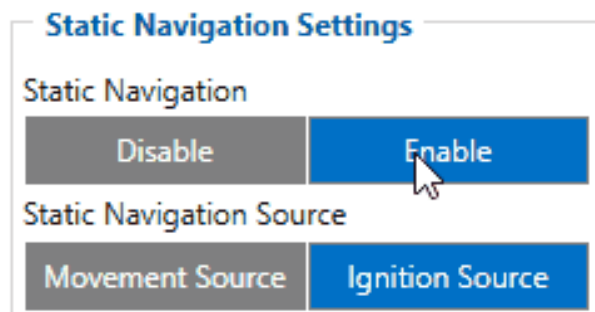 Static Navigation Settings
Static Navigation
Disable Enable
Static Navigation Source
Movement Source Ignition Source